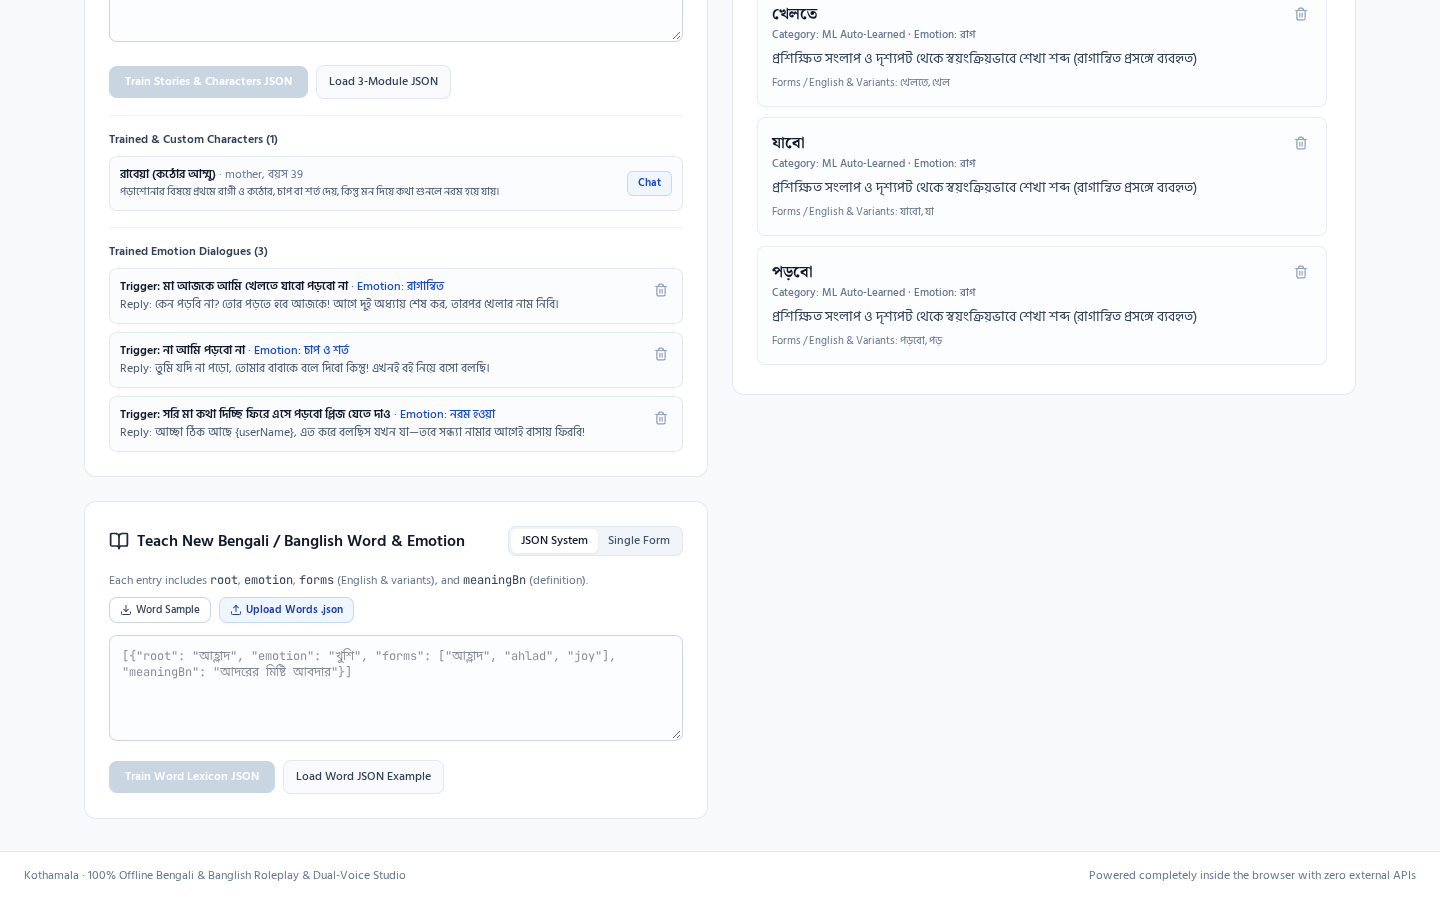 Train Stories & Characters JSON
Load 3-Module JSON
Trained & Custom Characters (1)
রাবেয়া (কঠোর আম্মু) · mother, বয়স 39
পড়াশোনার বিষয়ে প্রথমে রাগী ও কঠোর, চাপ বা শর্ত দেয়, কিন্তু মন দিয়ে কথা শুনলে নরম হয়ে যায়।
Chat
Trained Emotion Dialogues (3)
Trigger: মা আজকে আমি খেলতে যাবো পড়বো না · Emotion: রাগান্বিত
Reply: কেন পড়বি না? তোর পড়তে হবে আজকে! আগে দুই অধ্যায় শেষ কর, তারপর খেলার নাম নিবি।
Trigger: না আমি পড়বো না · Emotion: চাপ ও শর্ত
Reply: তুমি যদি না পড়ো, তোমার বাবাকে বলে দিবো কিন্তু! এখনই বই নিয়ে বসো বলছি।
Trigger: সরি মা কথা দিচ্ছি ফিরে এসে পড়বো প্লিজ যেতে দাও · Emotion: নরম হওয়া
Reply: আচ্ছা ঠিক আছে {userName}, এত করে বলছিস যখন যা—তবে সন্ধ্যা নামার আগেই বাসায় ফিরবি!
Teach New Bengali / Banglish Word & Emotion
JSON System
Single Form
Each entry includes root, emotion, forms (English & variants), and meaningBn (definition).
Word Sample
Upload Words .json
[{"root": "আহ্লাদ", "emotion": "খুশি", "forms": ["আহ্লাদ", "ahlad", "joy"],
"meaningBn": "আদরের মিষ্টি আবদার"}]
Train Word Lexicon JSON
Load Word JSON Example
খেলতে
Category: ML Auto-Learned · Emotion: রাগ
প্রশিক্ষিত সংলাপ ও দৃশ্যপট থেকে স্বয়ংক্রিয়ভাবে শেখা শব্দ (রাগান্বিত প্রসঙ্গে ব্যবহৃত)
Forms / English & Variants: খেলতে, খেল
যাবো
Category: ML Auto-Learned · Emotion: রাগ
প্রশিক্ষিত সংলাপ ও দৃশ্যপট থেকে স্বয়ংক্রিয়ভাবে শেখা শব্দ (রাগান্বিত প্রসঙ্গে ব্যবহৃত)
Forms / English & Variants: যাবো, যা
পড়বো
Category: ML Auto-Learned · Emotion: রাগ
প্রশিক্ষিত সংলাপ ও দৃশ্যপট থেকে স্বয়ংক্রিয়ভাবে শেখা শব্দ (রাগান্বিত প্রসঙ্গে ব্যবহৃত)
Forms / English & Variants: পড়বো, পড়
Kothamala · 100% Offline Bengali & Banglish Roleplay & Dual-Voice Studio
Powered completely inside the browser with zero external APIs